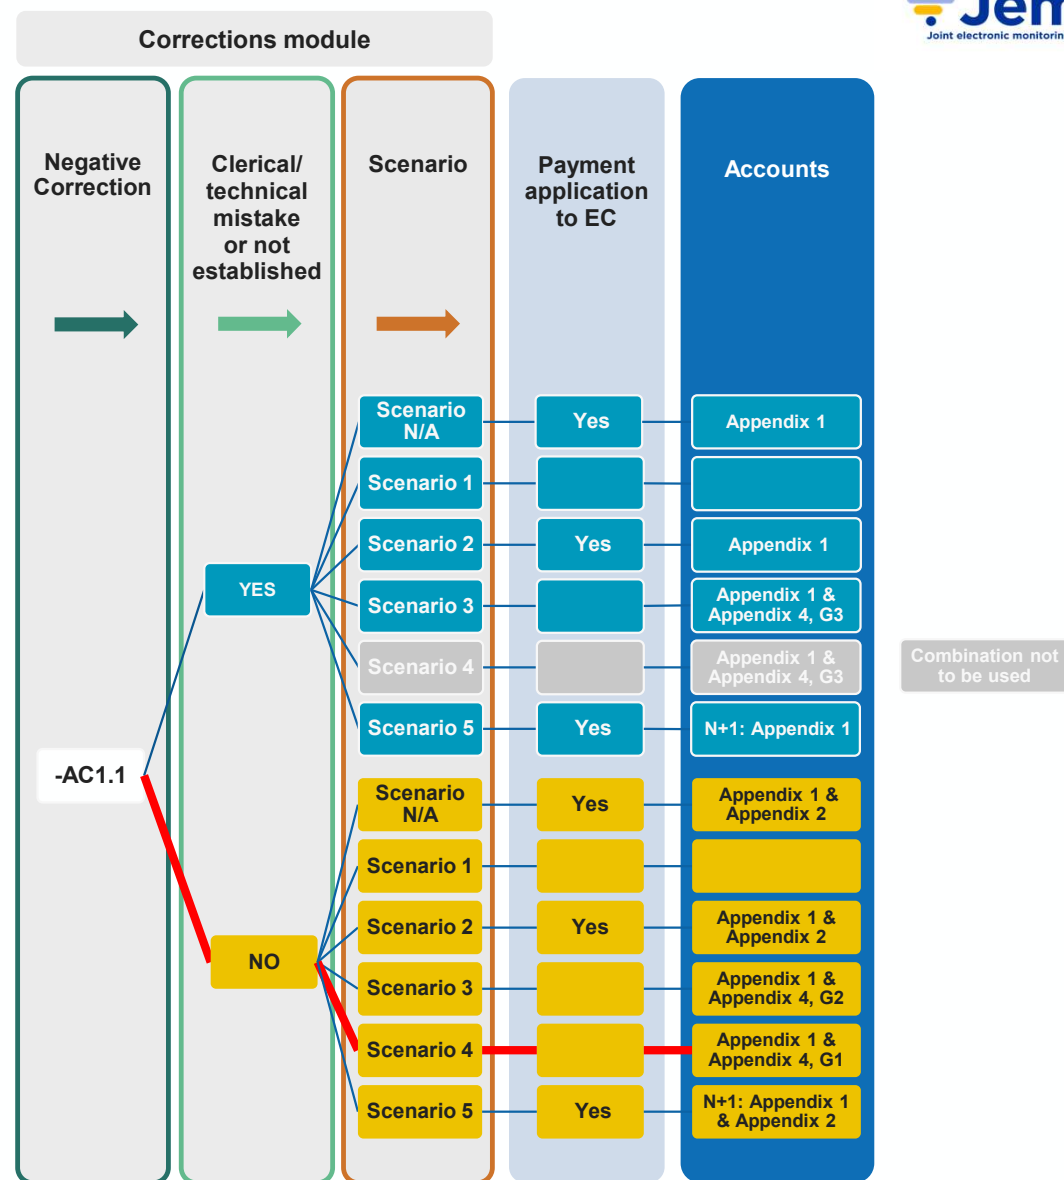 Jem
Joint electronic monitorin
Corrections module
Negative
Correction
Clerical/
technical
mistake
or not
established
Scenario
Payment
application
to EC
Accounts
Scenario
N/A
Yes
Appendix 1
Scenario 1
Scenario 2
Yes
Appendix 1
YES
Scenario 3
Appendix 1 &
Appendix 4, G3
Scenario 4
Appendix 1 &
Appendix 4, G3
Combination not
to be used
Scenario 5
Yes
N+1: Appendix 1
-AC1.1
Scenario
N/A
Yes
Appendix 1 &
Appendix 2
Scenario 1
Scenario 2
Yes
Appendix 1 &
Appendix 2
NO
Scenario 3
Appendix 1 &
Appendix 4, G2
Scenario 4
Appendix 1 &
Appendix 4, G1
Scenario 5
Yes
N+1: Appendix 1
& Appendix 2